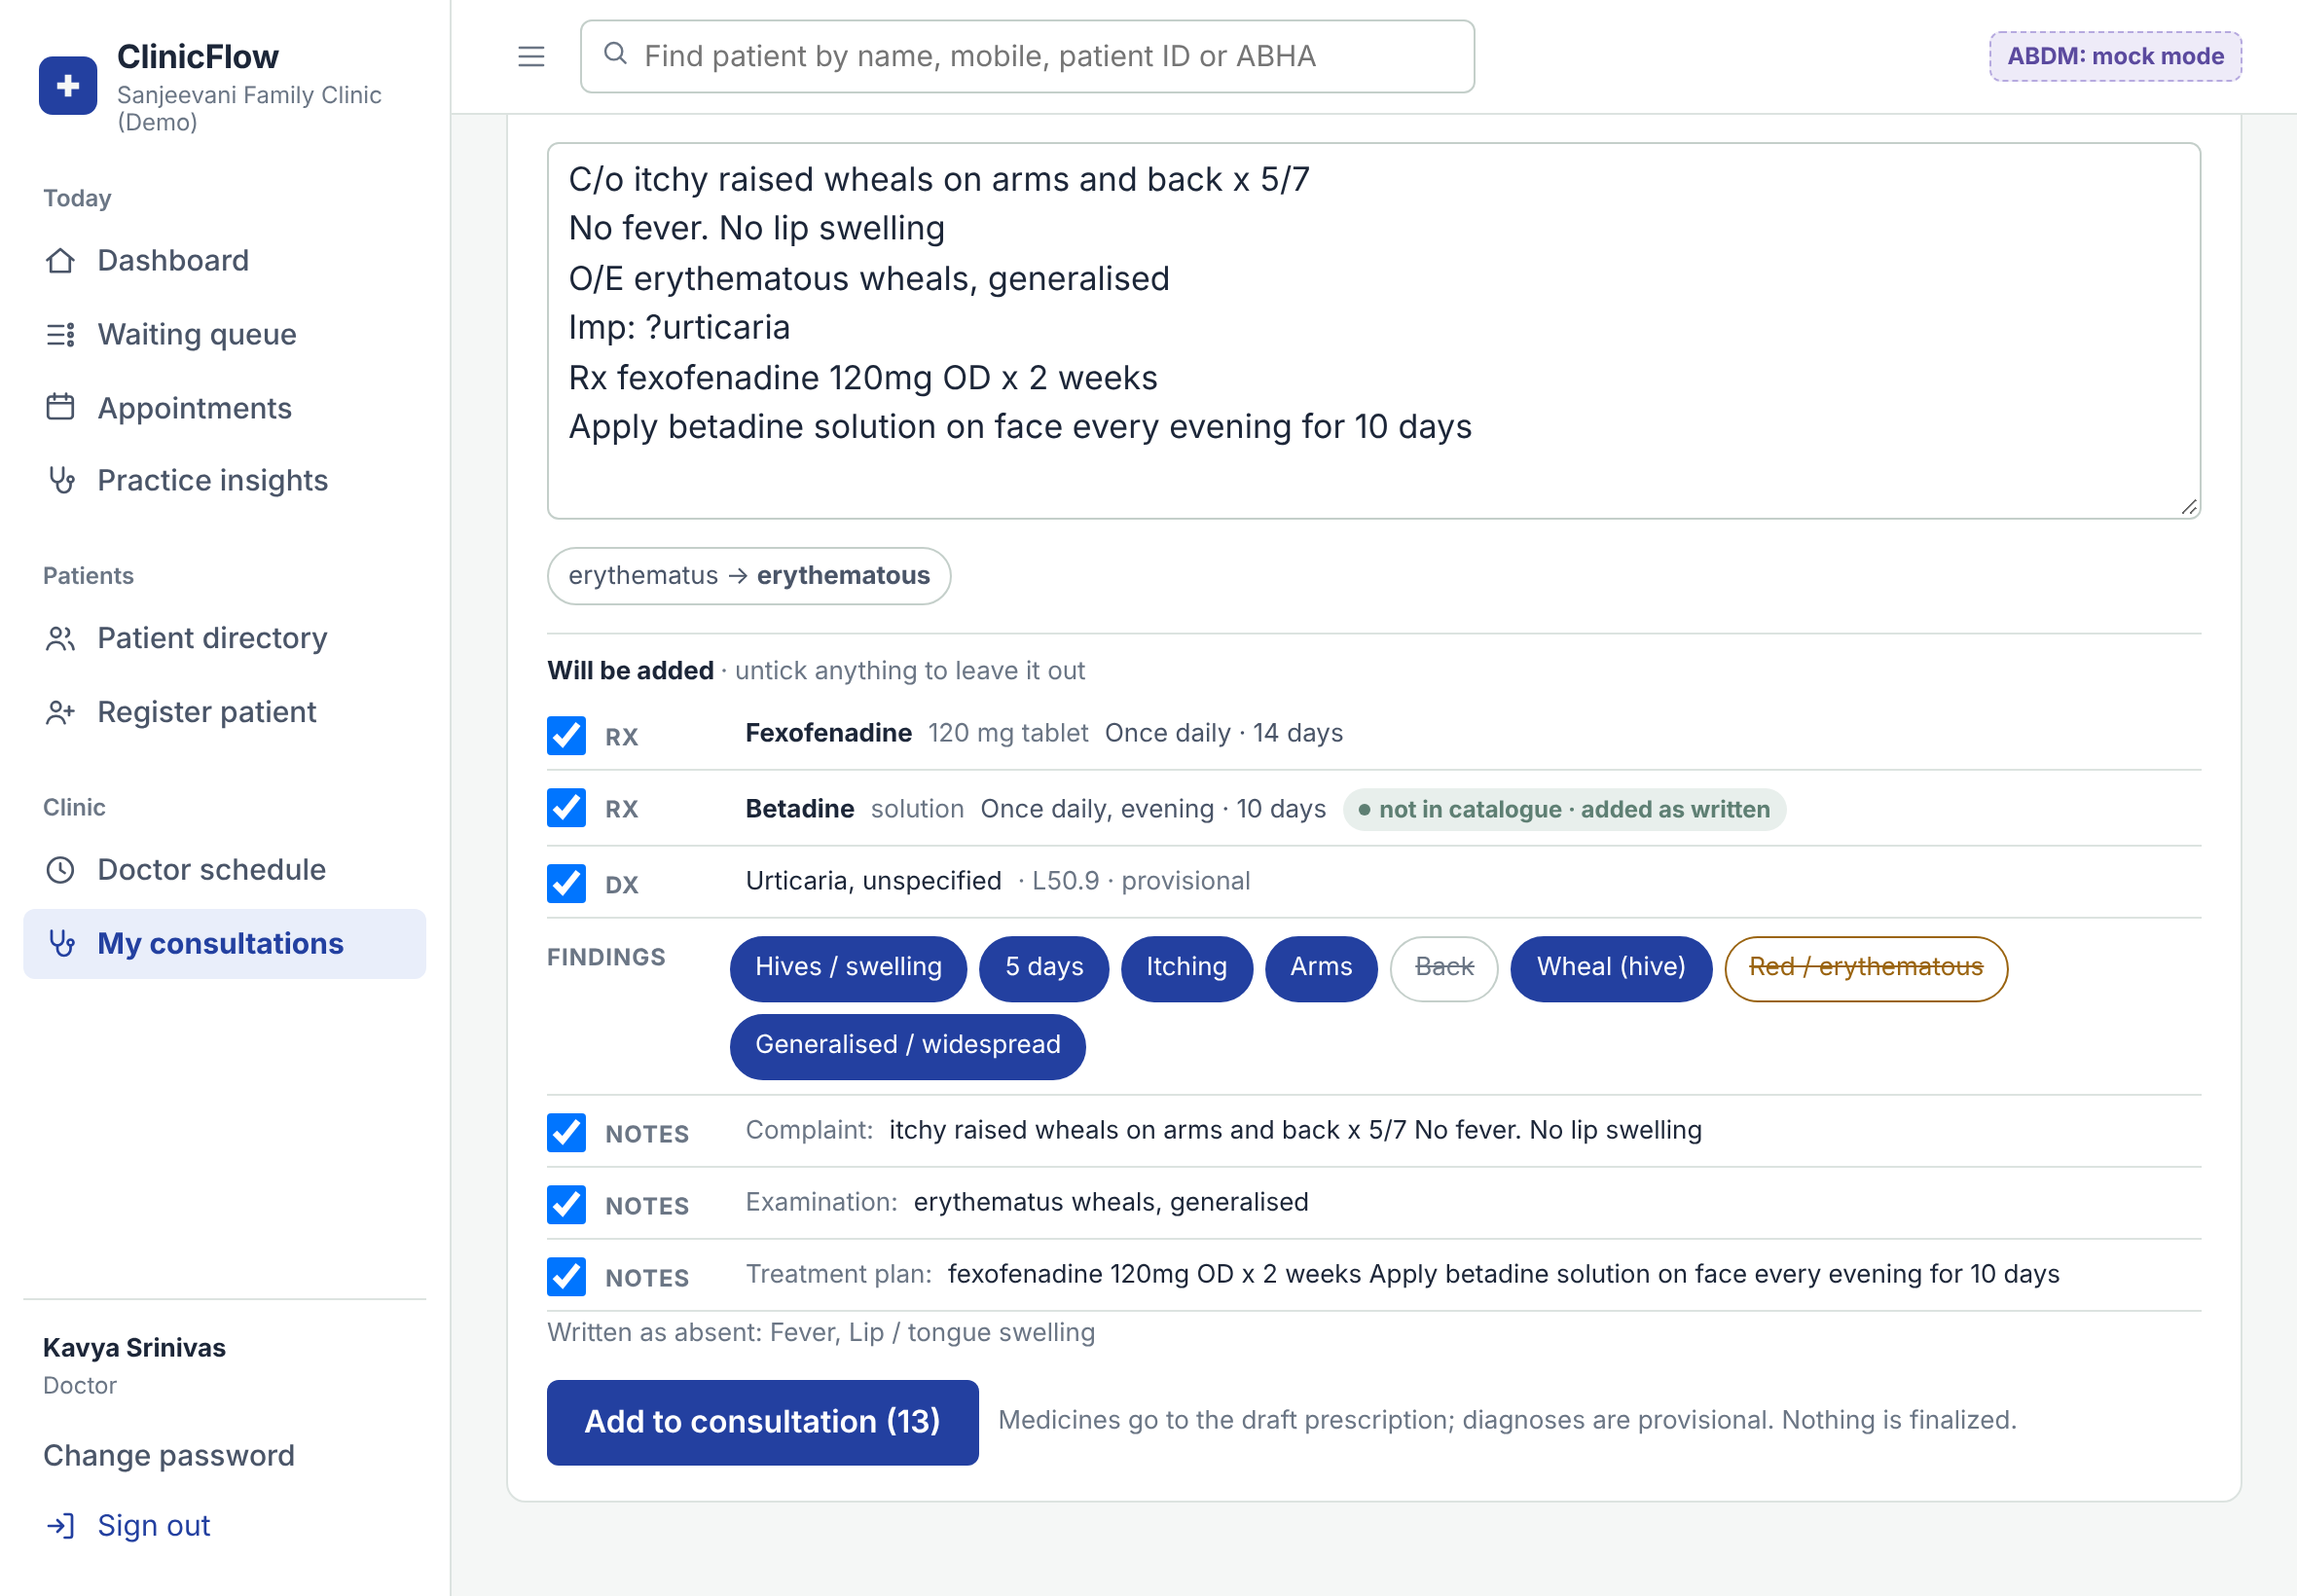 ClinicFlow
Sanjeevani Family Clinic
(Demo)
Today
Dashboard
Waiting queue
Appointments
Practice insights
Patients
Patient directory
Register patient
Clinic
Doctor schedule
My consultations
Kavya Srinivas
Doctor
Change password
Sign out
Find patient by name, mobile, patient ID or ABHA
ABDM: mock mode
C/o itchy raised wheals on arms and back x 5/7
No fever. No lip swelling
O/E erythematous wheals, generalised
Imp: ?urticaria
Rx fexofenadine 120mg OD x 2 weeks
Apply betadine solution on face every evening for 10 days
erythematus → erythematous
Will be added · untick anything to leave it out
RX Fexofenadine 120 mg tablet Once daily · 14 days
RX Betadine solution Once daily, evening · 10 days not in catalogue · added as written
DX Urticaria, unspecified · L50.9 · provisional
FINDINGS Hives / swelling 5 days Itching Arms Back Wheal (hive) Red / erythematous
Generalised / widespread
NOTES Complaint: itchy raised wheals on arms and back x 5/7 No fever. No lip swelling
NOTES Examination: erythematus wheals, generalised
NOTES Treatment plan: fexofenadine 120mg OD x 2 weeks Apply betadine solution on face every evening for 10 days
Written as absent: Fever, Lip / tongue swelling
Add to consultation (13) Medicines go to the draft prescription; diagnoses are provisional. Nothing is finalized.